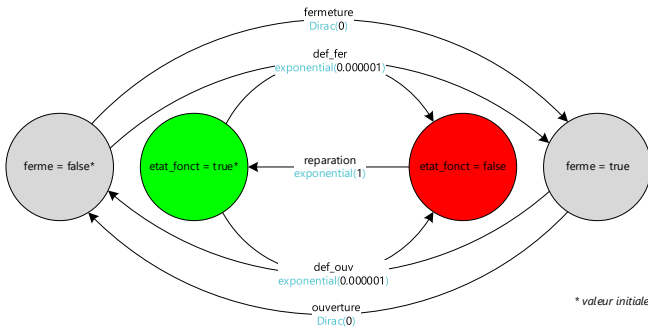 fermeture
Dirac(0)
def_fer
exponential(0.000001)
ferme = false*
etat_fonct = true*
reparation
exponential(1)
etat_fonct = false
ferme = true
def_ouv
exponential(0.000001)
ouverture
Dirac(0)
* valeur initiale